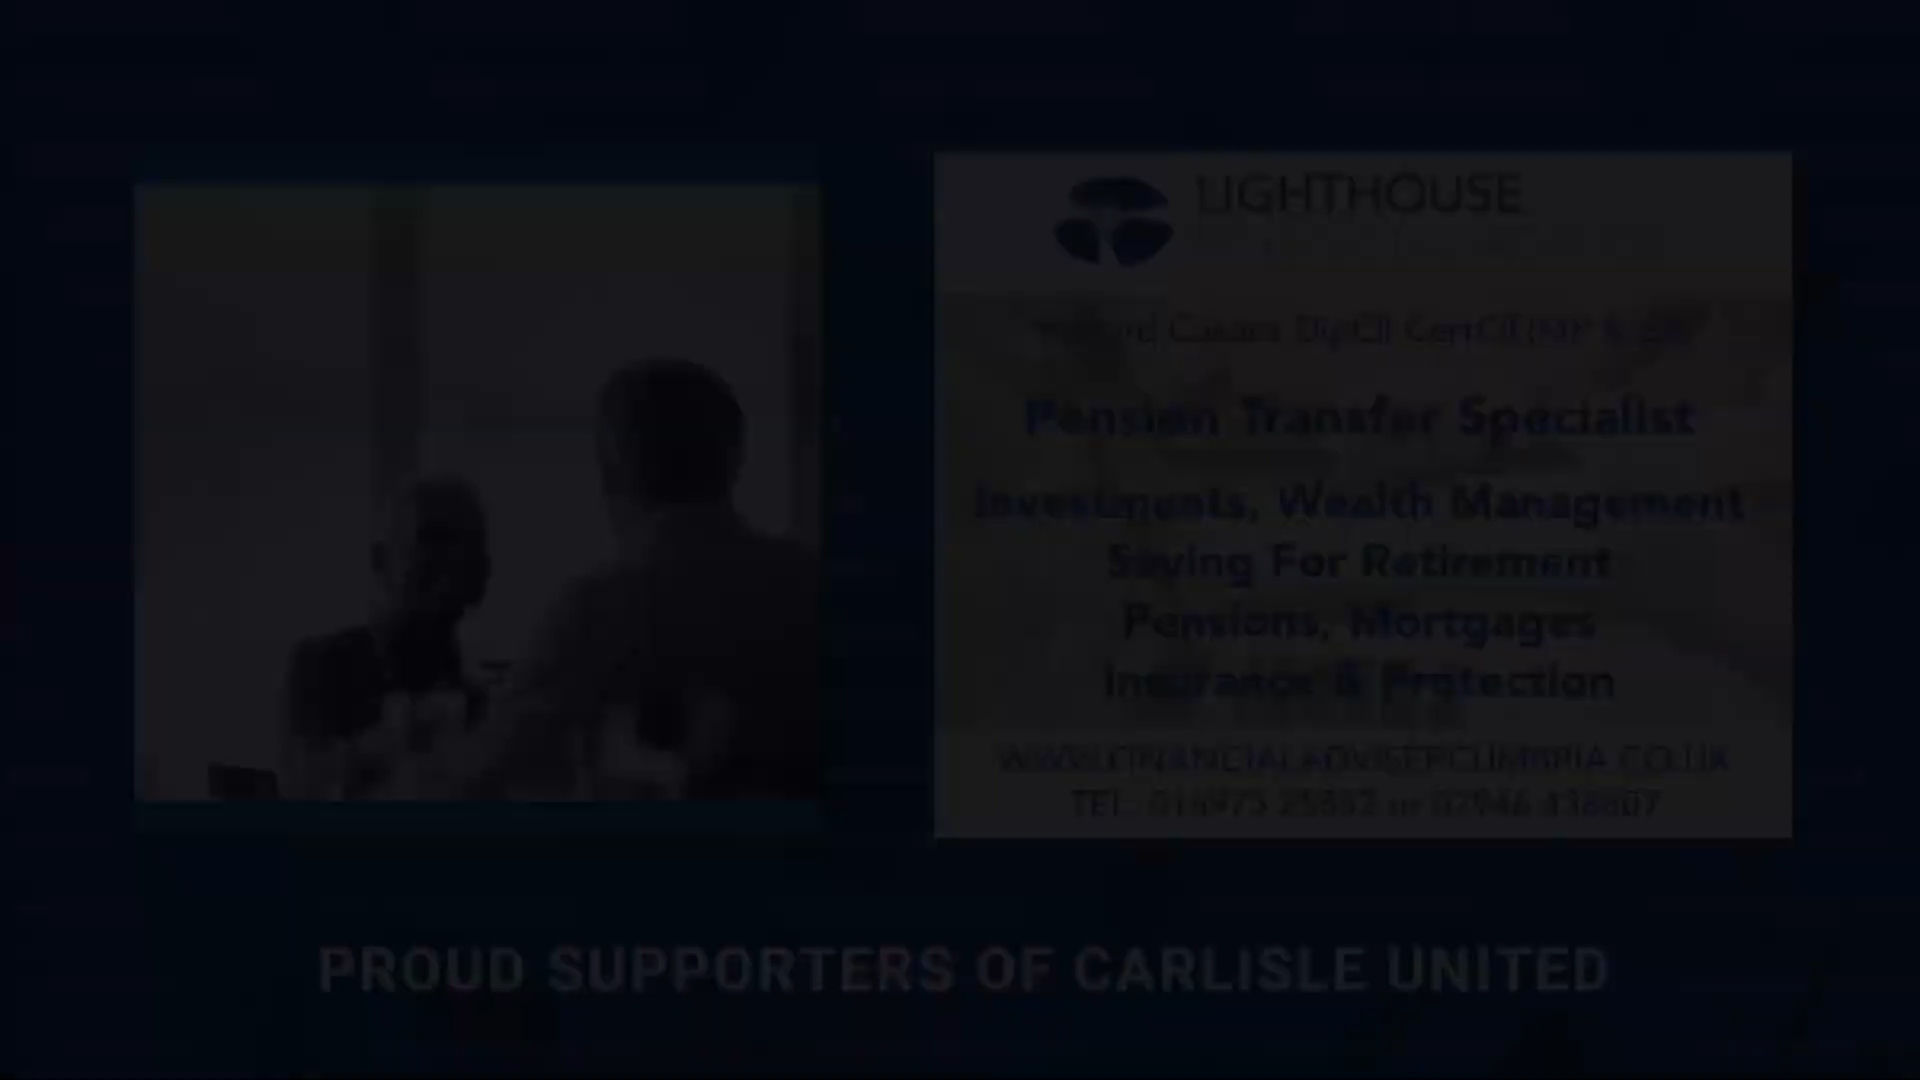 LIGHTHOUSE
Pension Transfer Specialist
Investments, Wealth Management
Saving For Retirement
Pensions, Mortgages
Insurance & Protection
WWW.FINANCIALADVISERCUMBRIA.CO.UK
TEL:
PROUD SUPPORTERS OF CARLISLE UNITED